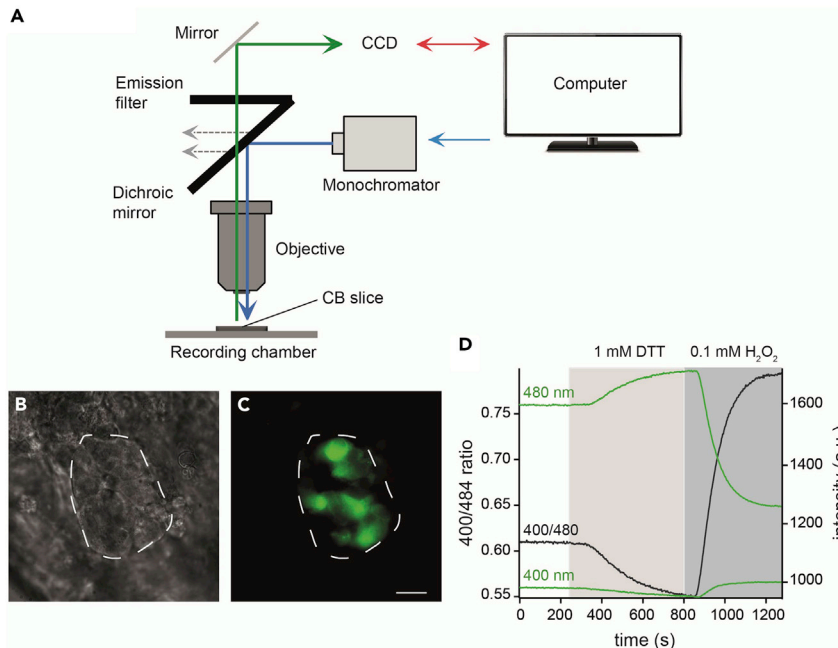 A
Mirror
CCD
Computer
Emission
filter
Monochromator
Dichroic
mirror
Objective
CB slice
Recording chamber
B
C
D
1 mM DTT
0.1 mM H₂O₂
480 nm
400/480
400 nm
400/484 ratio
0.75
0.70
0.65
0.60
0.55
1600
1400
1200
1000
0
200
400
600
800
1000
1200
time (s)